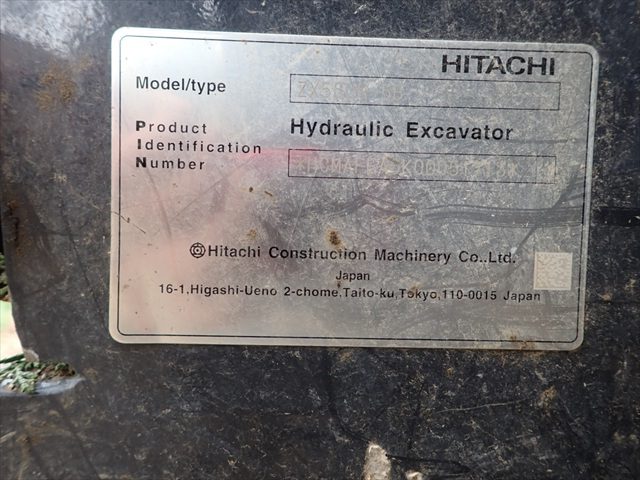 HITACHI
Model/type
Product Hydraulic Excavator
Identification
Number
Hitachi Construction Machinery Co.,Ltd.
Japan
16-1,Higashi-Ueno 2-chome,Taito-ku,Tokyo,110-0015 Japan